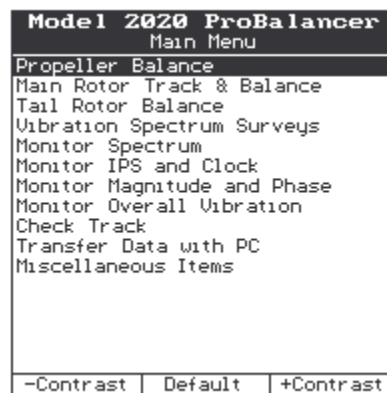 Model 2020 ProBalancer
Main Menu
Propeller Balance
Main Rotor Track & Balance
Tail Rotor Balance
Vibration Spectrum Surveys
Monitor Spectrum
Monitor IPS and Clock
Monitor Magnitude and Phase
Monitor Overall Vibration
Check Track
Transfer Data with PC
Miscellaneous Items
-Contrast Default +Contrast